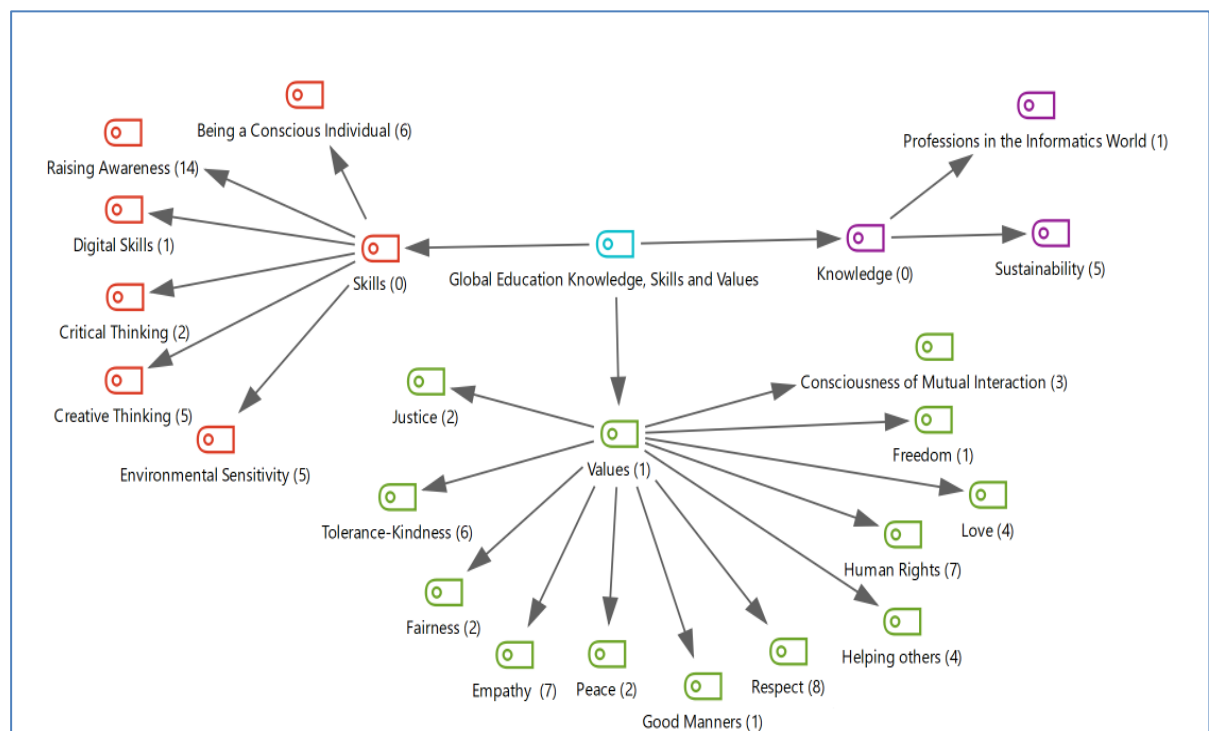 Being a Conscious Individual (6)
Raising Awareness (14)
Professions in the Informatics World (1)
Digital Skills (1)
Skills (0)
Global Education Knowledge, Skills and Values
Knowledge (0)
Sustainability (5)
Critical Thinking (2)
Creative Thinking (5)
Environmental Sensitivity (5)
Justice (2)
Consciousness of Mutual Interaction (3)
Values (1)
Freedom (1)
Tolerance-Kindness (6)
Love (4)
Human Rights (7)
Fairness (2)
Helping others (4)
Empathy  (7)
Peace (2)
Respect (8)
Good Manners (1)